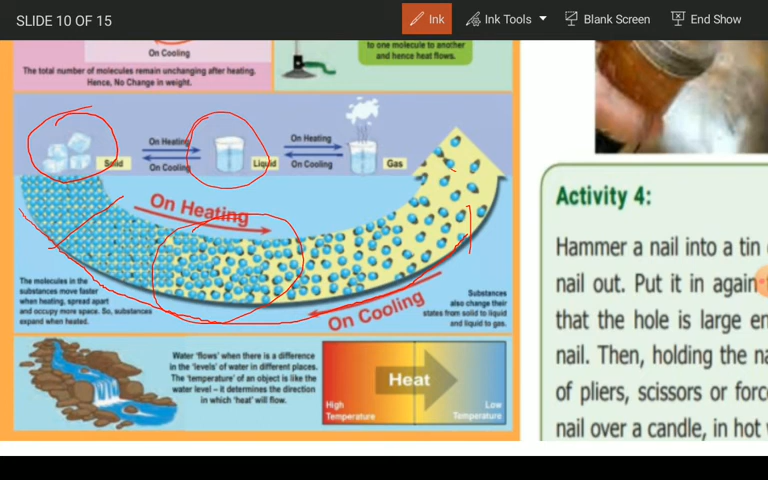 SLIDE 10 OF 15
Ink
Ink Tools
Blank Screen
End Show
On Cooling
The total number of molecules remain unchanging after heating.
Hence, No Change in weight.
to one molecule to another
and hence heat flows.
Solid
On Heating
On Cooling
Liquid
On Heating
On Cooling
Gas
On Heating
The molecules in the
substances move faster
when heating, spread apart
and occupy more space. So, substances
expand when heated.
On Cooling
Substances
also change their
states from solid to liquid
and liquid to gas.
Water 'flows' when there is a difference
in the 'levels' of water in different places.
The 'temperature' of an object is like the
water level – it determines the direction
in which 'heat' will flow.
Heat
High
Temperature
Low
Temperature
Activity 4:
Hammer a nail into a tin
nail out. Put it in again
that the hole is large
nail. Then, holding the
of pliers, scissors or
nail over a candle, in hot